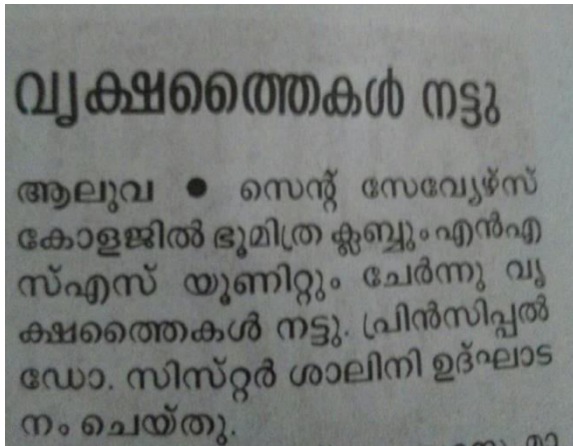 വൃക്ഷത്തൈകൾ നട്ടു
ആലുവ ● സെന്റ് സേവ്യേഴ്സ്
കോളജിൽ ഭൂമിത്ര ക്ലബ്ബും എൻഎ
സ്എസ് യൂണിറ്റും ചേർന്നു വൃ
ക്ഷത്തൈകൾ നട്ടു. പ്രിൻസിപ്പൽ
ഡോ. സിസ്റ്റർ ശാലിനി ഉദ്ഘാട
നം ചെയ്തു.